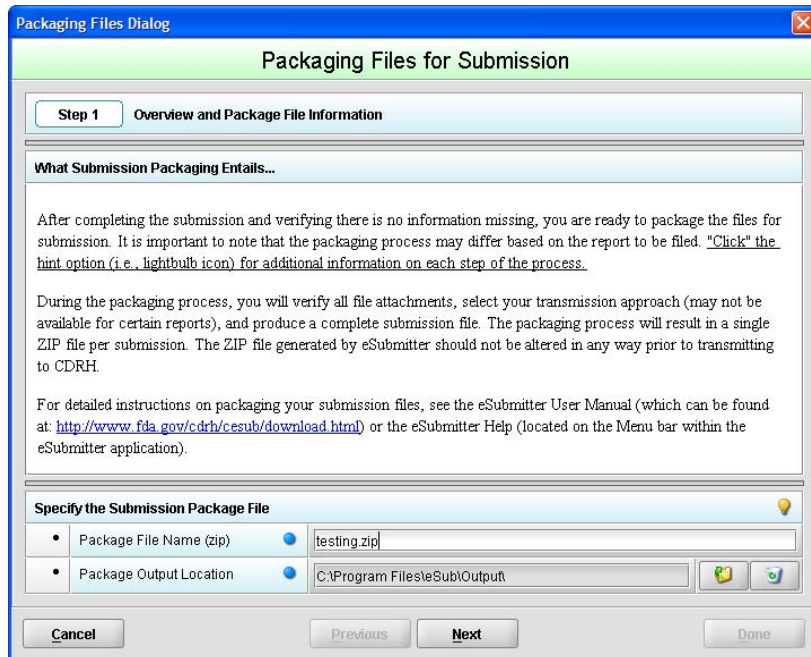 Packaging Files Dialog
Packaging Files for Submission
Step 1 Overview and Package File Information
What Submission Packaging Entails...
After completing the submission and verifying there is no information missing, you are ready to package the files for
submission. It is important to note that the packaging process may differ based on the report to be filed. "Click" the
hint option (i.e., lightbulb icon) for additional information on each step of the process.
During the packaging process, you will verify all file attachments, select your transmission approach (may not be
available for certain reports), and produce a complete submission file. The packaging process will result in a single
ZIP file per submission. The ZIP file generated by eSubmitter should not be altered in any way prior to transmitting
to CDRH.
For detailed instructions on packaging your submission files, see the eSubmitter User Manual (which can be found
at: http://www.fda.gov/cdrh/cesub/download.html) or the eSubmitter Help (located on the Menu bar within the
eSubmitter application).
Specify the Submission Package File
• Package File Name (zip) testing.zip
• Package Output Location C:\Program Files\eSub\Output\
Cancel Previous Next Done